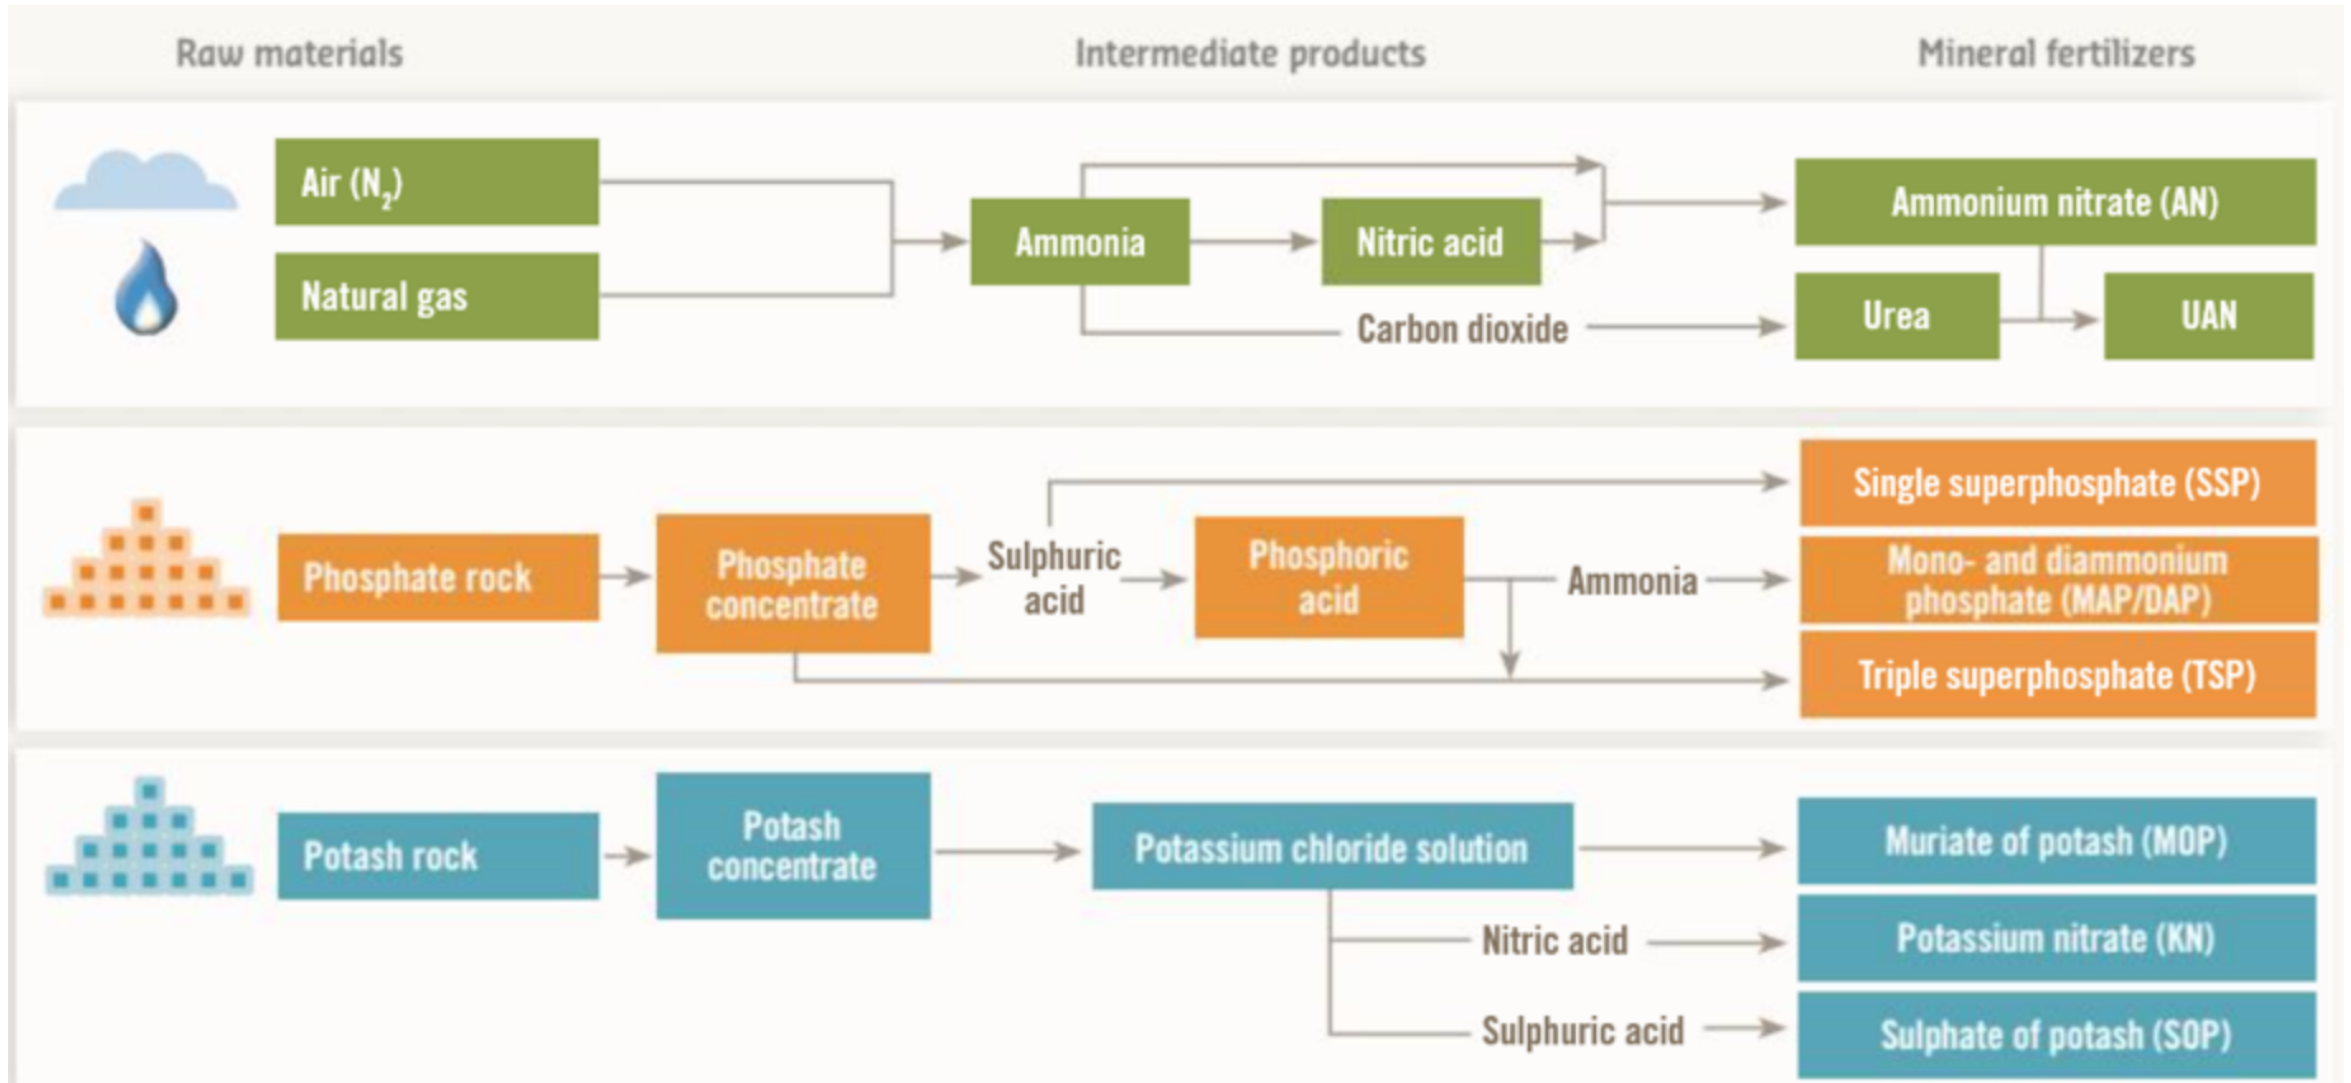 Raw materials
Intermediate products
Mineral fertilizers
Air (N₂)
Natural gas
Ammonia
Nitric acid
Carbon dioxide
Ammonium nitrate (AN)
Urea
UAN
Phosphate rock
Phosphate
concentrate
Sulphuric
acid
Phosphoric
acid
Ammonia
Single superphosphate (SSP)
Mono- and diammonium
phosphate (MAP/DAP)
Triple superphosphate (TSP)
Potash rock
Potash
concentrate
Potassium chloride solution
Nitric acid
Sulphuric acid
Muriate of potash (MOP)
Potassium nitrate (KN)
Sulphate of potash (SOP)